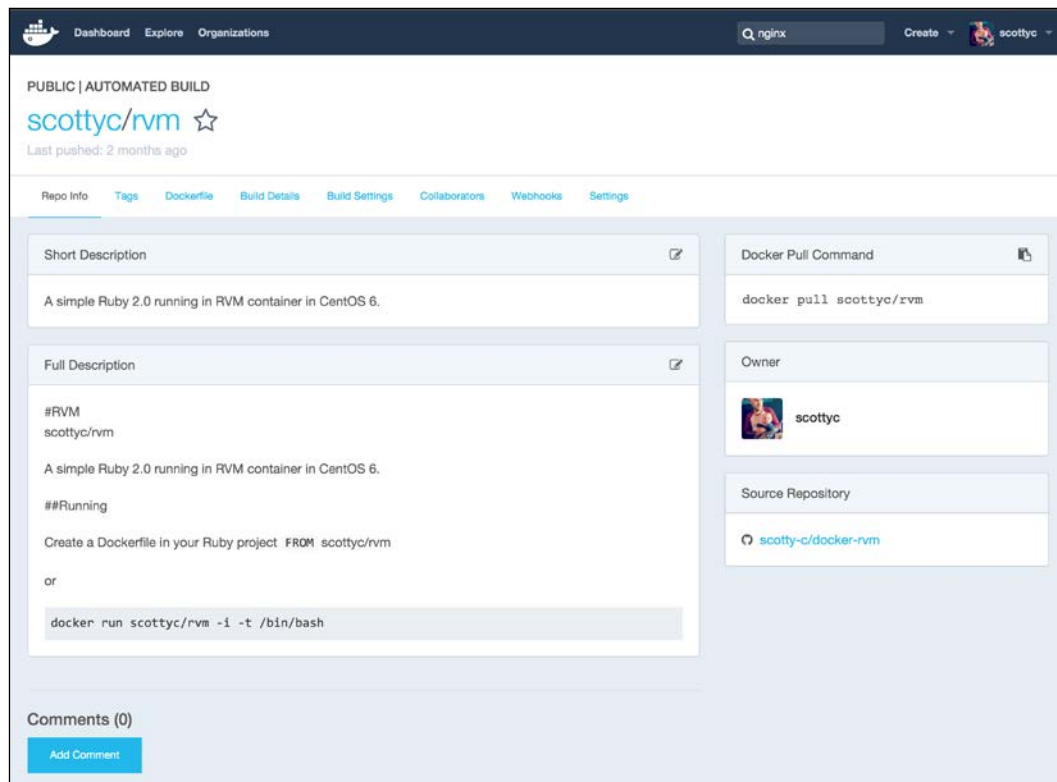 Dashboard Explore Organizations nginx Create scottyc
PUBLIC | AUTOMATED BUILD
scottyc/rvm
Last pushed: 2 months ago
Repo Info Tags Dockerfile Build Details Build Settings Collaborators Webhooks Settings
Short Description
A simple Ruby 2.0 running in RVM container in CentOS 6.
Full Description
#RVM
scottyc/rvm
A simple Ruby 2.0 running in RVM container in CentOS 6.
##Running
Create a Dockerfile in your Ruby project FROM scottyc/rvm
or
docker run scottyc/rvm -i -t /bin/bash
Docker Pull Command
docker pull scottyc/rvm
Owner
scottyc
Source Repository
scotty-c/docker-rvm
Comments (0)
Add Comment